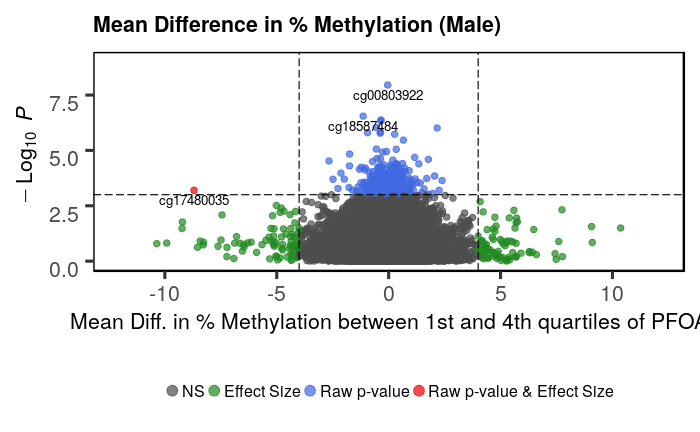 Mean Difference in % Methylation (Male)
− Log₁₀ P
7.5
5.0
2.5
0.0
cg00803922
cg18587484
cg17480035
-10 -5 0 5 10
Mean Diff. in % Methylation between 1st and 4th quartiles of PFOA
NS Effect Size Raw p-value Raw p-value & Effect Size